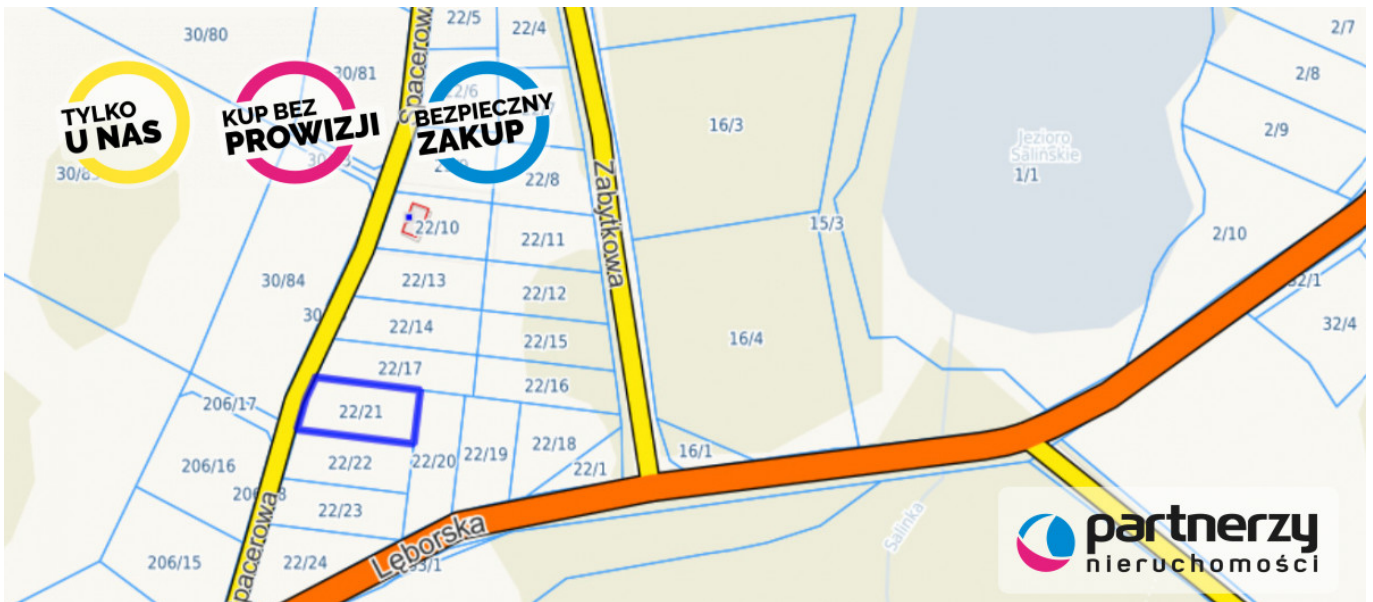 30/80
22/5
22/4
2/7
30/81
2/8
TYLKO
U NAS
KUP BEZ
PROWIZJI
BEZPIECZNY
ZAKUP
Spacerowa
16/3
2/9
Jezioro
Salińskie
1/1
22/8
Zabytkowa
22/10
22/11
15/3
2/10
30/84
22/13
22/12
32/1
22/14
22/15
16/4
32/4
22/17
22/16
206/17
22/21
22/18
16/1
206/16
22/22
22/20
22/19
22/1
22/23
Spacerowa
Lęborska
Salinka
partnerzy
nieruchomości
206/15
22/24